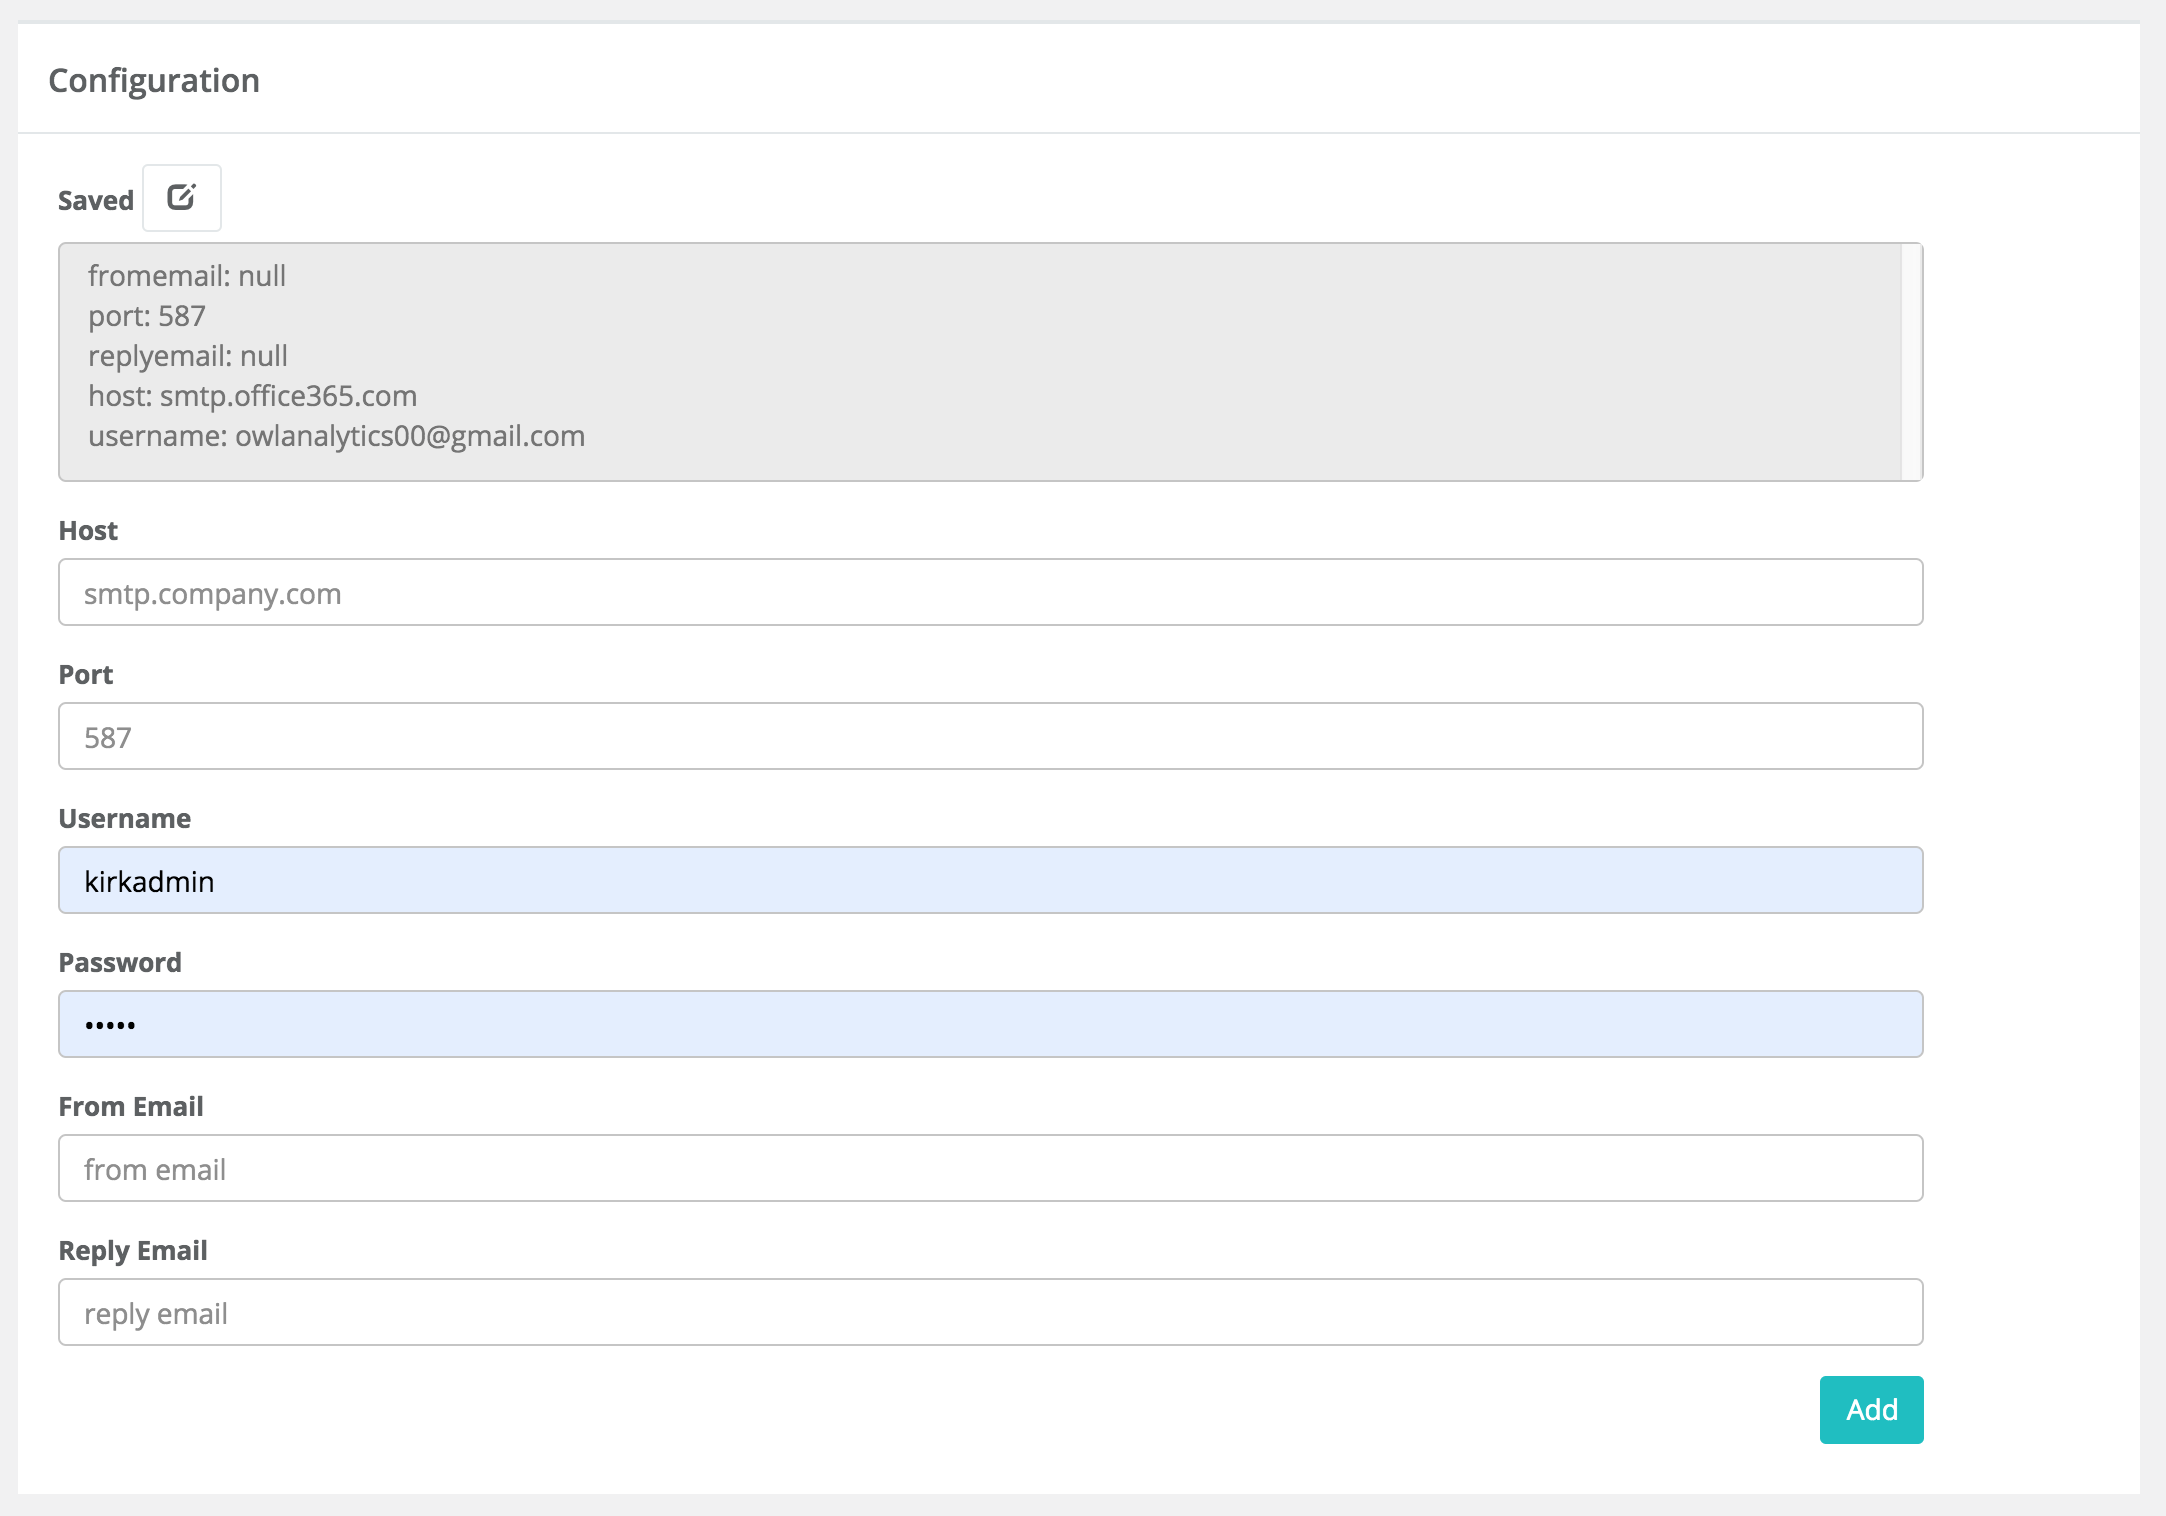 Configuration
Saved
fromemail: null
port: 587
replyemail: null
host: smtp.office365.com
username: owlanalytics00@gmail.com
Host
smtp.company.com
Port
587
Username
kirkadmin
Password
•••••
From Email
from email
Reply Email
reply email
Add